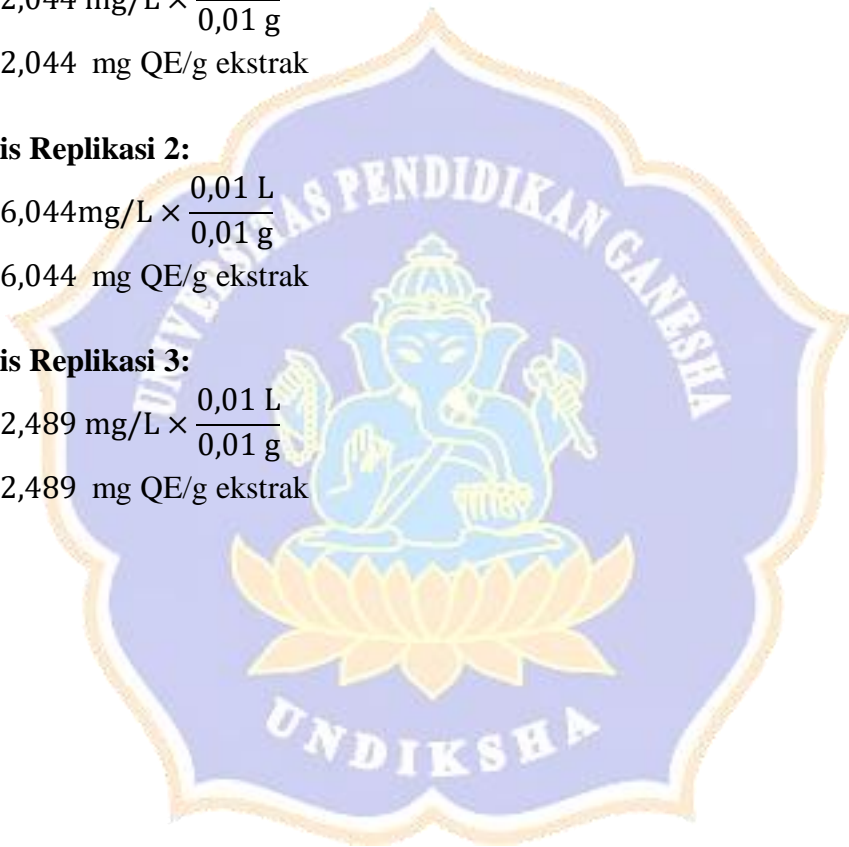 2,044 mg/L ×
0,01 g
2,044 mg QE/g ekstrak
is Replikasi 2:
6,044mg/L × 0,01 L
0,01 g
6,044 mg QE/g ekstrak
is Replikasi 3:
2,489 mg/L × 0,01 L
0,01 g
2,489 mg QE/g ekstrak
UNIVERSITAS PENDIDIKAN GANESHA
UNDIKSHA